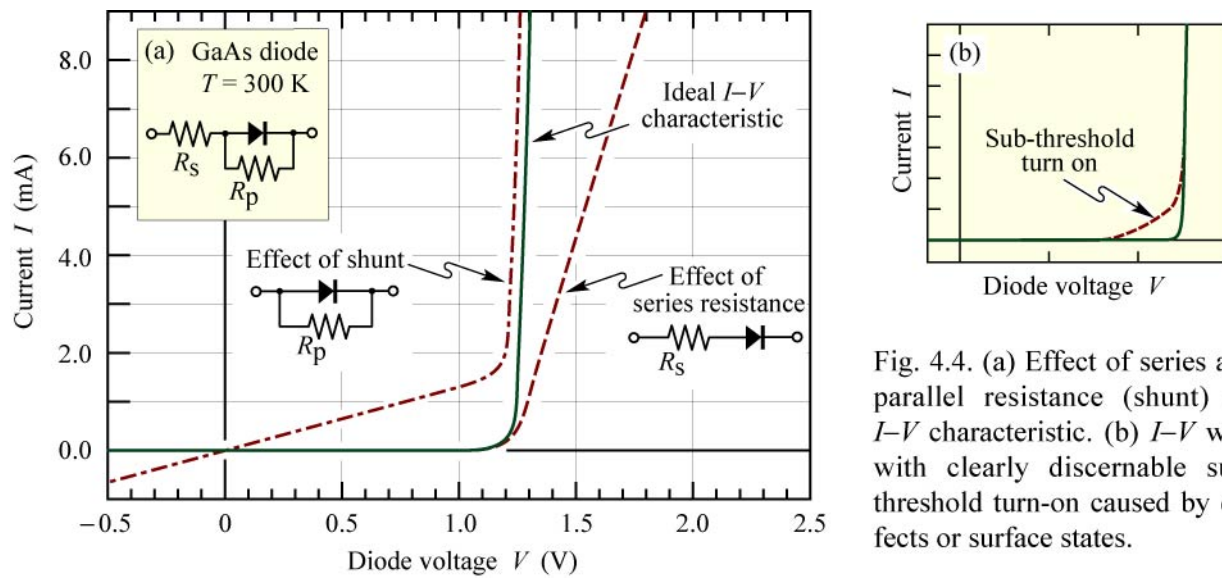 (a) GaAs diode
T = 300 K
Rs
Rp
8.0
6.0
4.0
2.0
0.0
Current I (mA)
Ideal I–V
characteristic
Effect of shunt
Rp
Effect of
series resistance
Rs
−0.5
0
0.5
1.0
1.5
2.0
2.5
Diode voltage V (V)
(b)
Current I
Sub-threshold
turn on
Diode voltage V
Fig. 4.4. (a) Effect of series a
parallel resistance (shunt)
I–V characteristic. (b) I–V w
with clearly discernable su
threshold turn-on caused by
fects or surface states.